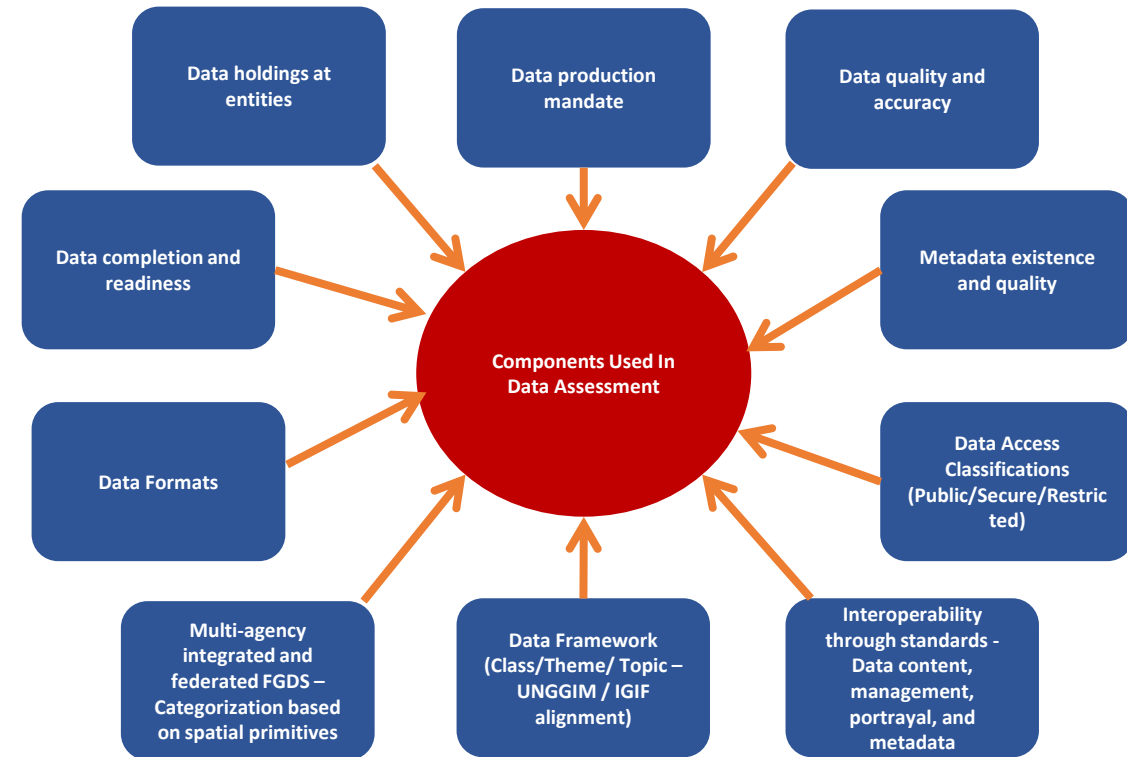 Data holdings at
entities
Data production
mandate
Data quality and
accuracy
Data completion and
readiness
Metadata existence
and quality
Components Used In
Data Assessment
Data Formats
Data Access
Classifications
(Public/Secure/Restric
ted)
Multi-agency
integrated and
federated FGDS –
Categorization based
on spatial primitives
Data Framework
(Class/Theme/ Topic –
UNGGIM / IGIF
alignment)
Interoperability
through standards -
Data content,
management,
portrayal, and
metadata